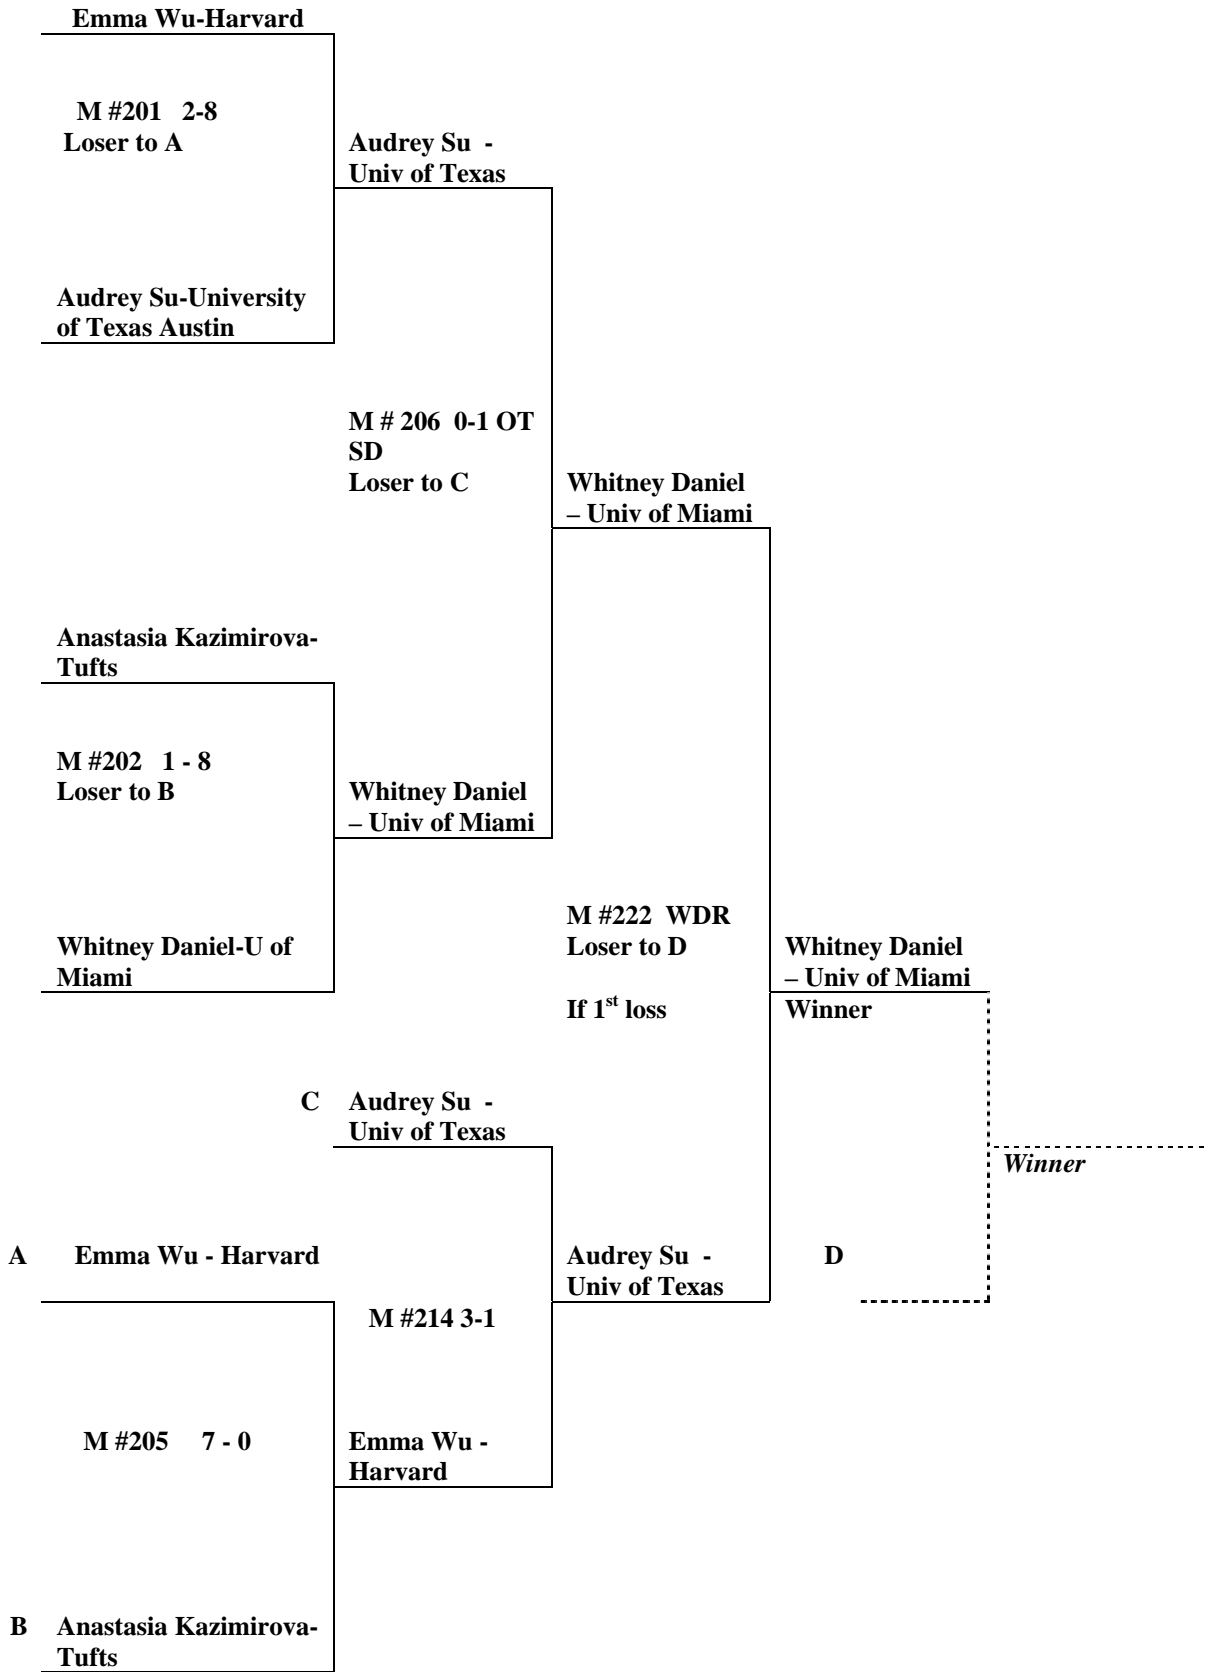 Emma Wu-Harvard
M #201 2-8
Loser to A
Audrey Su -
Univ of Texas
Audrey Su-University
of Texas Austin
M # 206 0-1 OT
SD
Loser to C
Whitney Daniel
– Univ of Miami
Anastasia Kazimirova-
Tufts
M #202 1 - 8
Loser to B
Whitney Daniel
– Univ of Miami
Whitney Daniel-U of
Miami
M #222 WDR
Loser to D
If 1st loss
Whitney Daniel
– Univ of Miami
Winner
C Audrey Su -
Univ of Texas
Winner
A Emma Wu - Harvard
Audrey Su -
Univ of Texas
D
M #214 3-1
M #205 7 - 0
Emma Wu -
Harvard
B Anastasia Kazimirova-
Tufts